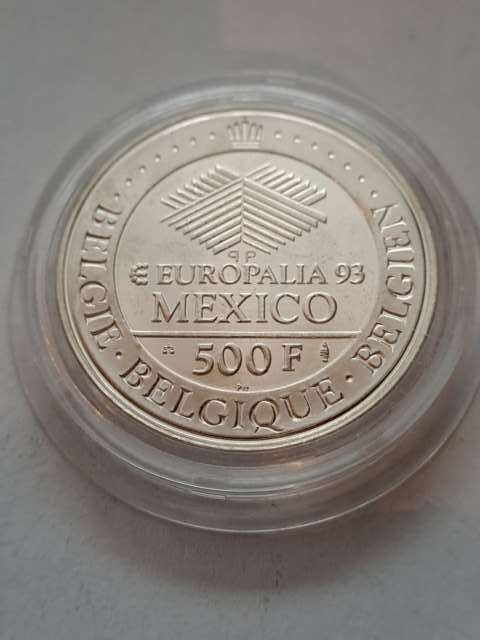 BELGIE · BELGIQUE · BELGIEN
€ EUROPALIA 93
MEXICO
500 F